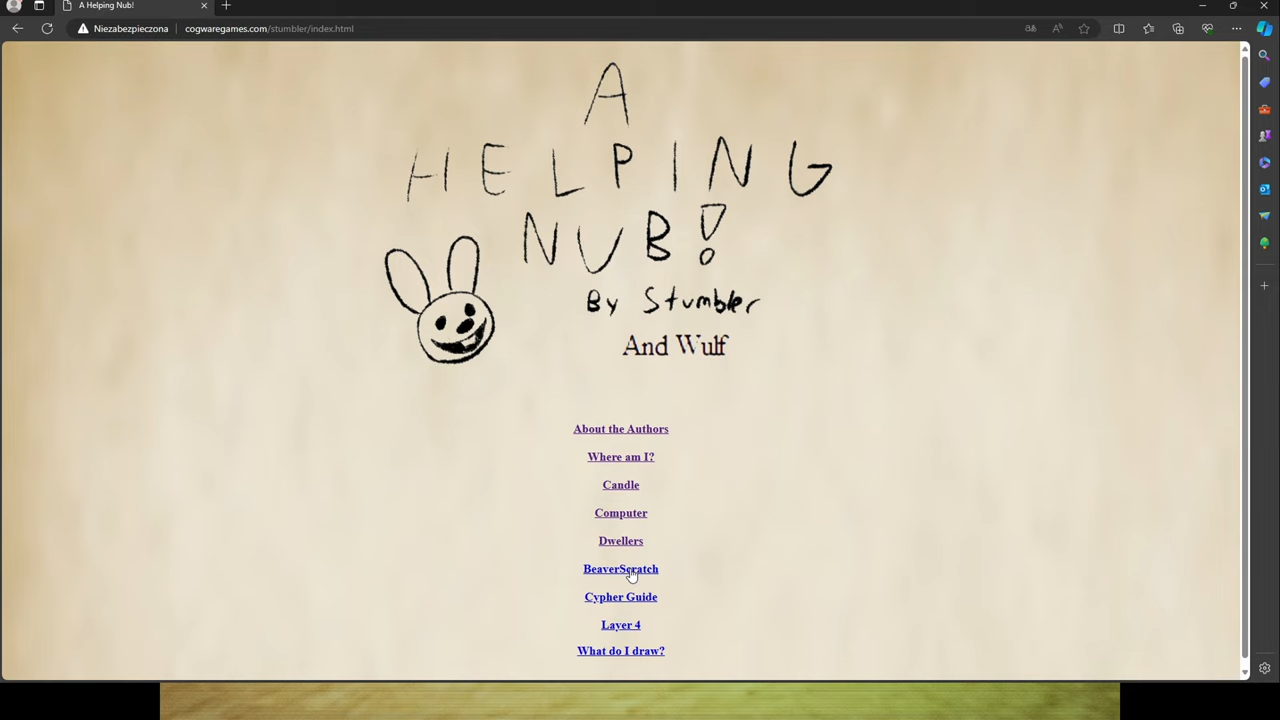 A Helping Nub!
Niezabezpieczona
cogwaregames.com/stumbler/index.html
A
HELPING
NUB!
By Stumbler
And Wulf
About the Authors
Where am I?
Candle
Computer
Dwellers
BeaverScratch
Cypher Guide
Layer 4
What do I draw?